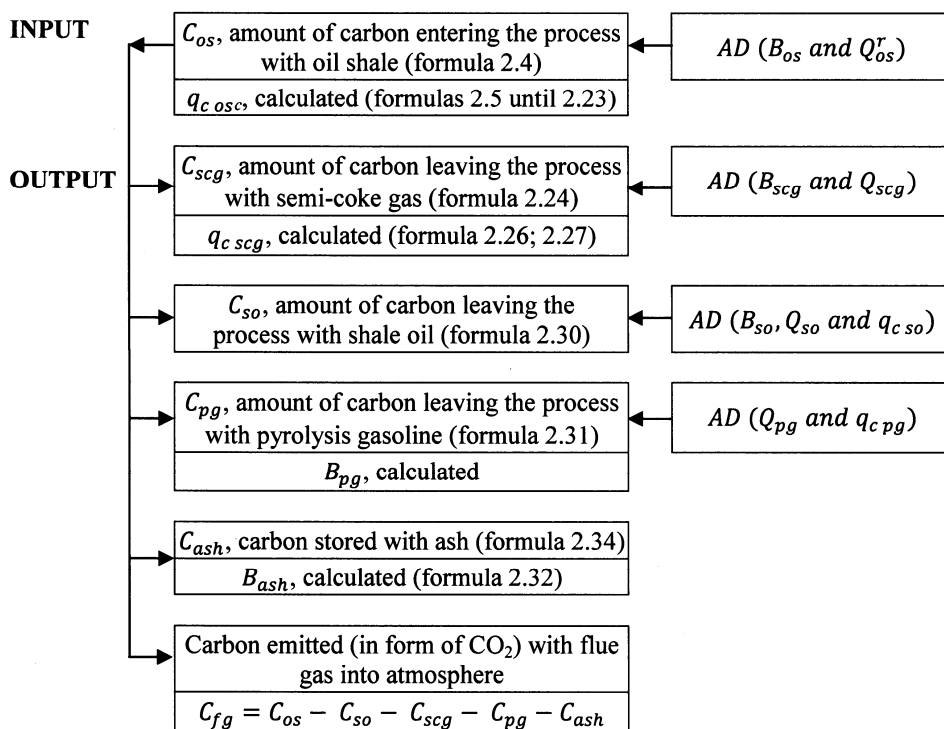 INPUT
C_os, amount of carbon entering the process
with oil shale (formula 2.4)
q_c osc, calculated (formulas 2.5 until 2.23)
AD (B_os and Q^r_os)
OUTPUT
C_scg, amount of carbon leaving the process
with semi-coke gas (formula 2.24)
q_c scg, calculated (formula 2.26; 2.27)
AD (B_scg and Q_scg)
C_so, amount of carbon leaving the
process with shale oil (formula 2.30)
AD (B_so, Q_so and q_c so)
C_pg, amount of carbon leaving the process
with pyrolysis gasoline (formula 2.31)
B_pg, calculated
AD (Q_pg and q_c pg)
C_ash, carbon stored with ash (formula 2.34)
B_ash, calculated (formula 2.32)
Carbon emitted (in form of CO₂) with flue
gas into atmosphere
C_fg = C_os − C_so − C_scg − C_pg − C_ash